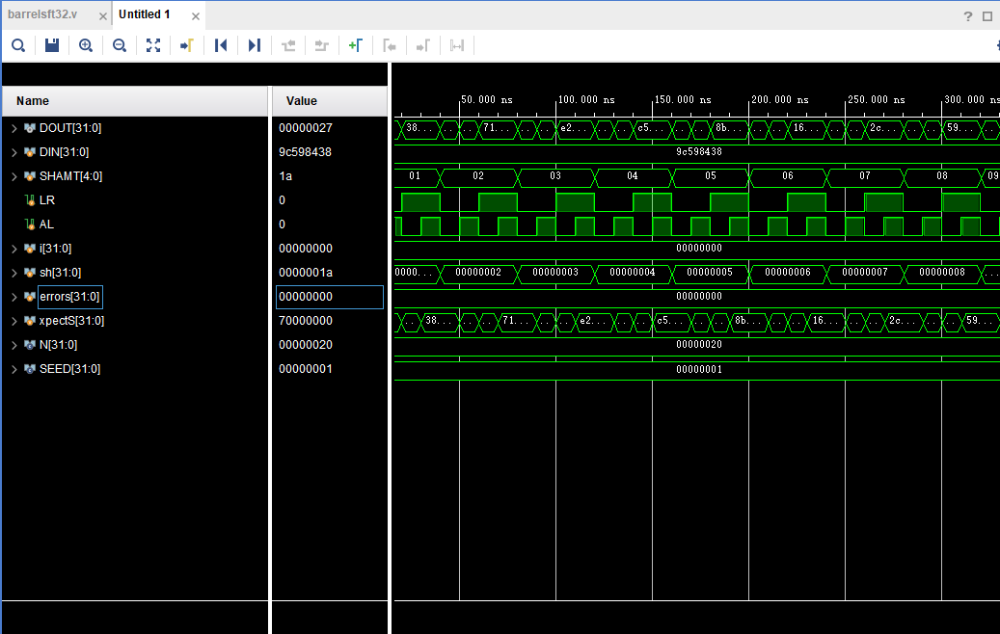 barrelsft32.v × Untitled 1 × ?
Name Value
50.000 ns 100.000 ns 150.000 ns 200.000 ns 250.000 ns 300.000 ns
DOUT[31:0] 00000027 38... 71... e2... c5... 8b... 16... 2c... 59...
DIN[31:0] 9c598438 9c598438
SHAMT[4:0] 1a 01 02 03 04 05 06 07 08 09
LR 0
AL 0
i[31:0] 00000000 00000000
sh[31:0] 0000001a 0000... 00000002 00000003 00000004 00000005 00000006 00000007 00000008 ...
errors[31:0] 00000000 00000000
xpectS[31:0] 70000000 38... 71... e2... c5... 8b... 16... 2c... 59...
N[31:0] 00000020 00000020
SEED[31:0] 00000001 00000001